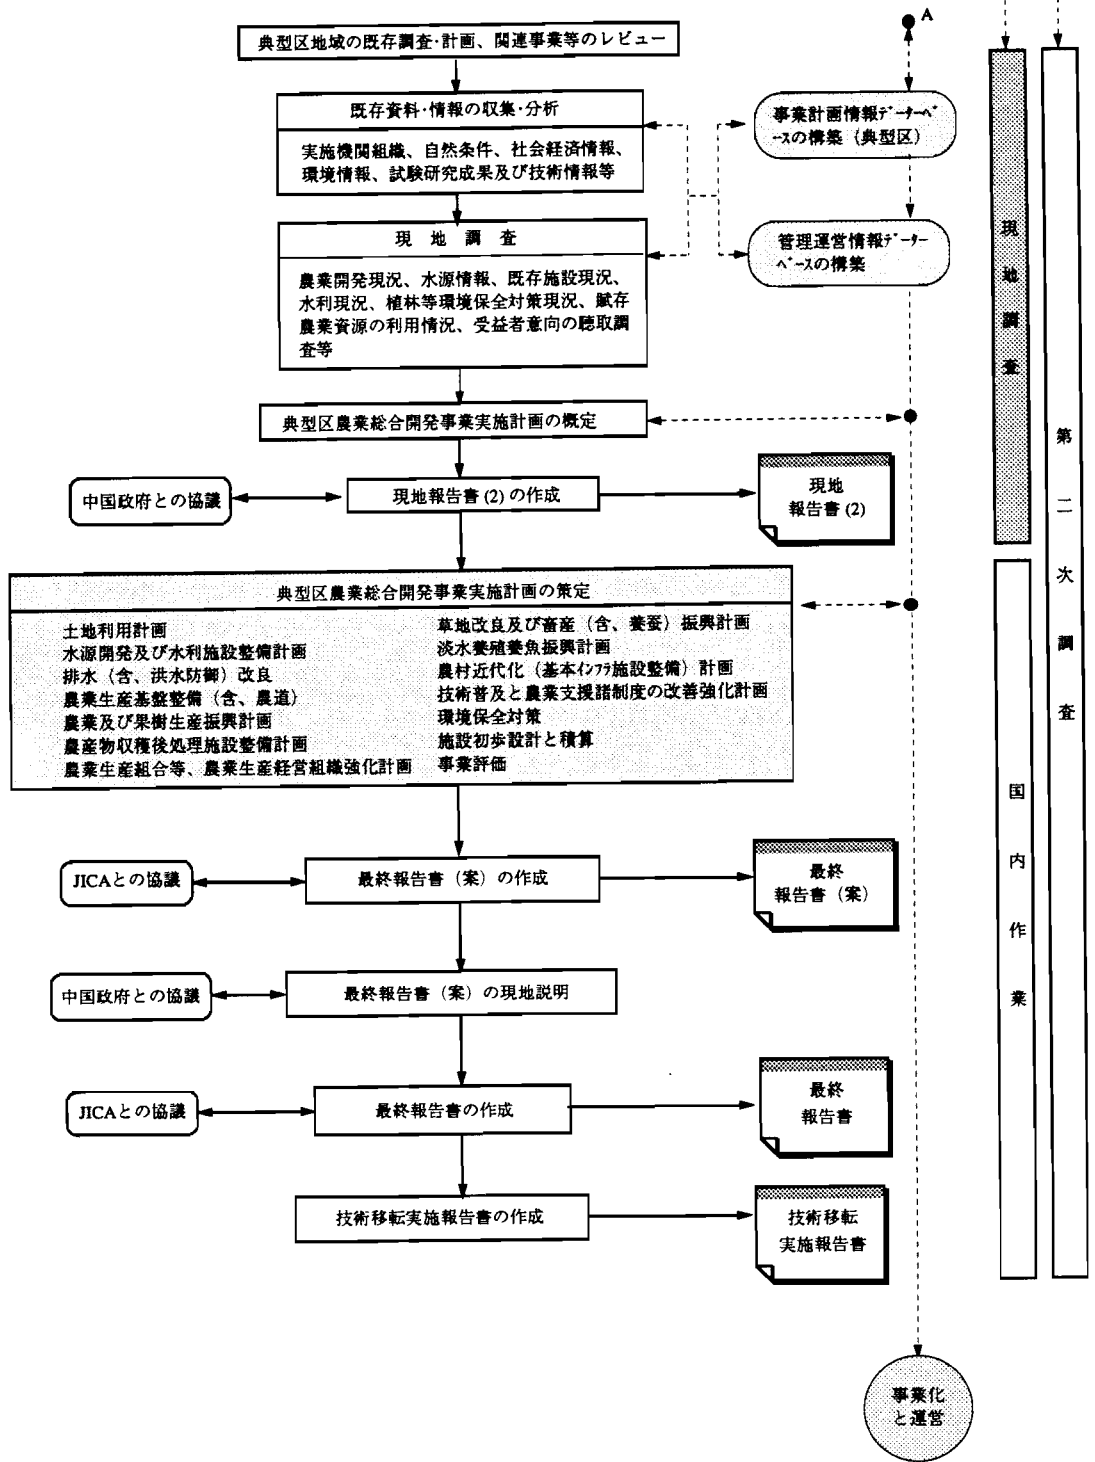 典型区地域の既存調査・計画、関連事業等のレビュー
A
既存資料・情報の収集・分析
実施機関組織、自然条件、社会経済情報、
環境情報、試験研究成果及び技術情報等
事業計画情報ﾃﾞｰﾀｰﾍﾞ
ｰｽの構築（典型区）
現 地 調 査
農業開発現況、水源情報、既存施設現況、
水利現況、植林等環境保全対策現況、賦存
農業資源の利用情況、受益者意向の聴取調
査等
管理運営情報ﾃﾞｰﾀｰ
ﾍﾞｰｽの構築
典型区農業総合開発事業実施計画の概定
中国政府との協議
現地報告書 (2) の作成
現地
報告書 (2)
典型区農業総合開発事業実施計画の策定
土地利用計画
水源開発及び水利施設整備計画
排水（含、洪水防御）改良
農業生産基盤整備（含、農道）
農業及び果樹生産振興計画
農産物収穫後処理施設整備計画
農業生産組合等、農業生産経営組織強化計画
草地改良及び畜産（含、養蚕）振興計画
淡水養殖養魚振興計画
農村近代化（基本ｲﾝﾌﾗ施設整備）計画
技術普及と農業支援諸制度の改善強化計画
環境保全対策
施設初歩設計と積算
事業評価
JICAとの協議
最終報告書（案）の作成
最終
報告書（案）
中国政府との協議
最終報告書（案）の現地説明
JICAとの協議
最終報告書の作成
最終
報告書
技術移転実施報告書の作成
技術移転
実施報告書
事業化
と運営
現地調査
国内作業
第二次調査